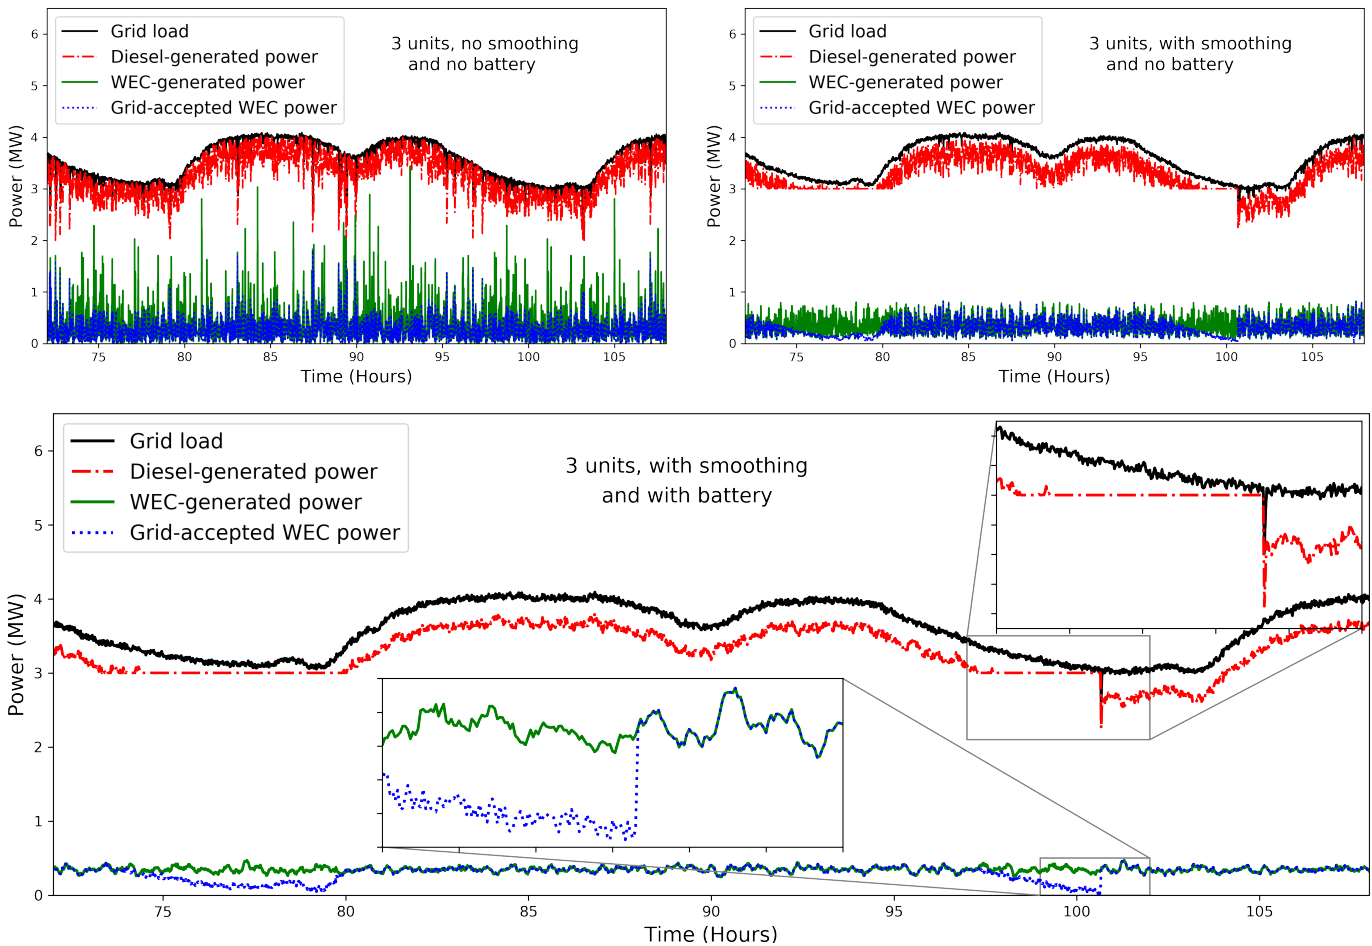 Grid load
Diesel-generated power
WEC-generated power
Grid-accepted WEC power
3 units, no smoothing
and no battery
Power (MW)
6
5
4
3
2
1
0
75
80
85
90
95
100
105
Time (Hours)
Grid load
Diesel-generated power
WEC-generated power
Grid-accepted WEC power
3 units, with smoothing
and no battery
Power (MW)
6
5
4
3
2
1
0
75
80
85
90
95
100
105
Time (Hours)
Grid load
Diesel-generated power
WEC-generated power
Grid-accepted WEC power
3 units, with smoothing
and with battery
Power (MW)
6
5
4
3
2
1
0
75
80
85
90
95
100
105
Time (Hours)